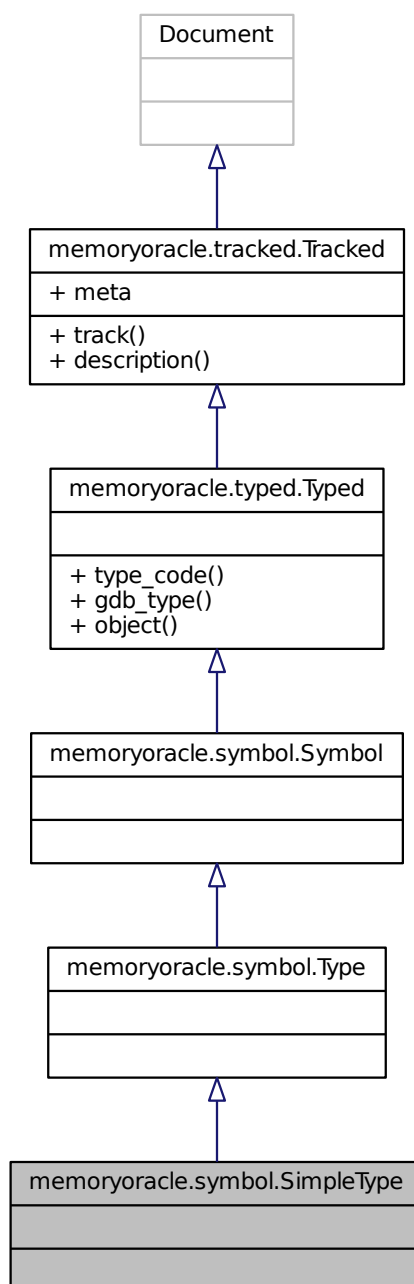 Document
memoryoracle.tracked.Tracked
+ meta
+ track()
+ description()
memoryoracle.typed.Typed
+ type_code()
+ gdb_type()
+ object()
memoryoracle.symbol.Symbol
memoryoracle.symbol.Type
memoryoracle.symbol.SimpleType